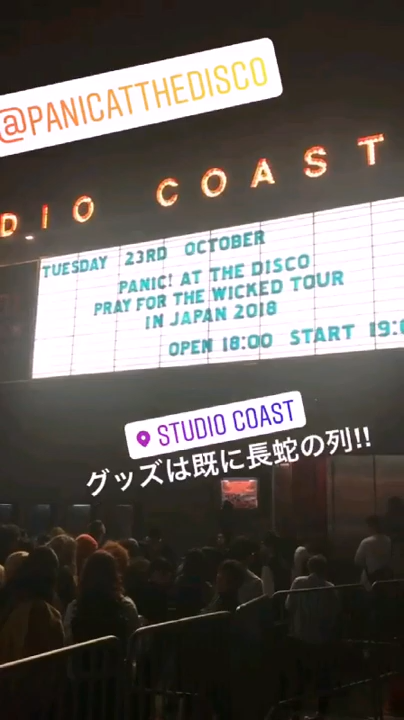 @PANICATTHEDISCO
DIO COAST
TUESDAY 23RD OCTOBER
PANIC! AT THE DISCO
PRAY FOR THE WICKED TOUR
IN JAPAN 2018
OPEN 18:00 START 19:0
STUDIO COAST
グッズは既に長蛇の列!!